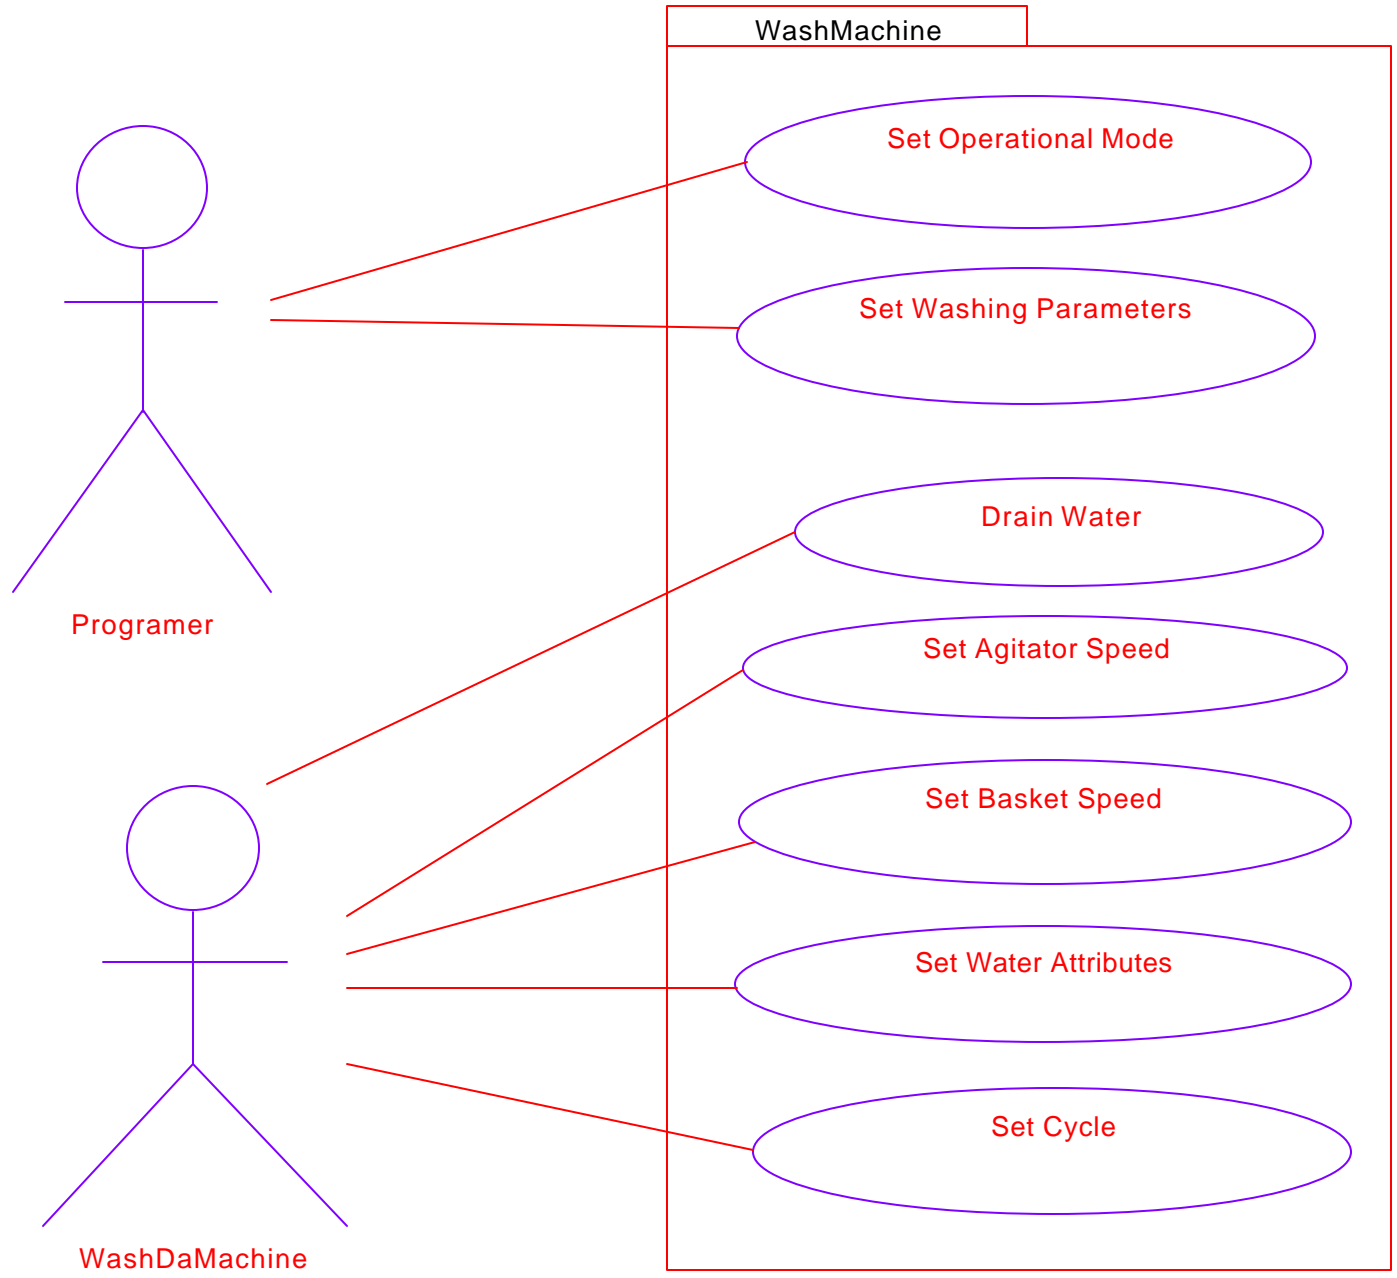 WashMachine
Set Operational Mode
Set Washing Parameters
Drain Water
Programer
Set Agitator Speed
Set Basket Speed
Set Water Attributes
Set Cycle
WashDaMachine